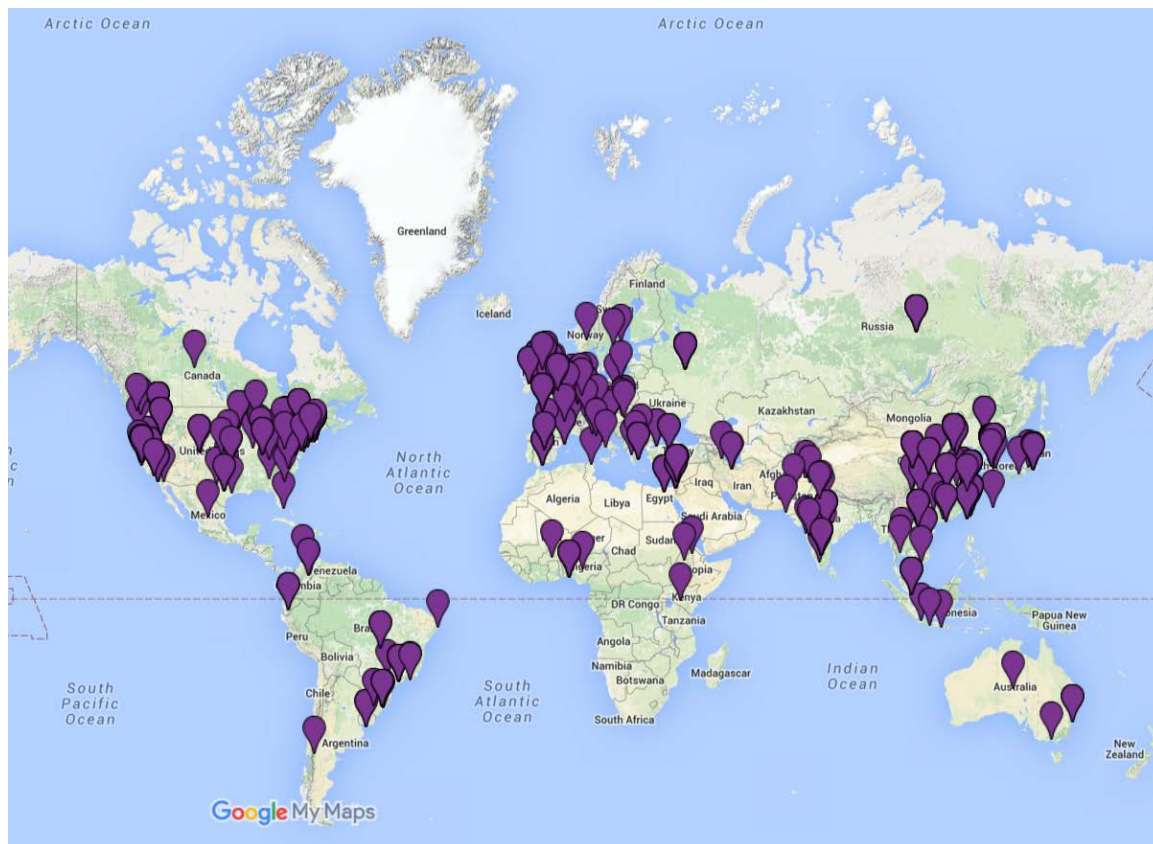 Arctic Ocean
Arctic Ocean
Greenland
Finland
Iceland
Norway
Russia
Canada
Ukraine
Kazakhstan
Mongolia
North
Atlantic
Ocean
Iraq
Iran
Algeria
Libya
Egypt
Mexico
Saudi Arabia
Chad
Sudan
Venezuela
DR Congo
Kenya
Tanzania
Papua New
Guinea
Peru
Bolivia
Angola
Namibia
Botswana
Madagascar
Indian
Ocean
South
Pacific
Ocean
Chile
South
Atlantic
Ocean
Australia
South Africa
Argentina
New
Zealand
Google My Maps